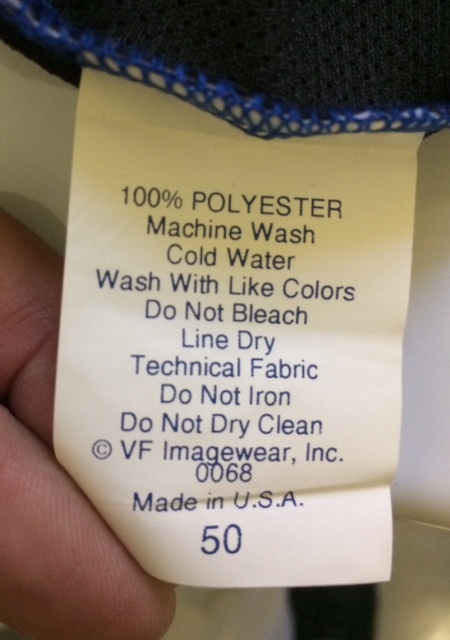 100% POLYESTER
Machine Wash
Cold Water
Wash With Like Colors
Do Not Bleach
Line Dry
Technical Fabric
Do Not Iron
Do Not Dry Clean
© VF Imagewear, Inc.
0068
Made in U.S.A.
50